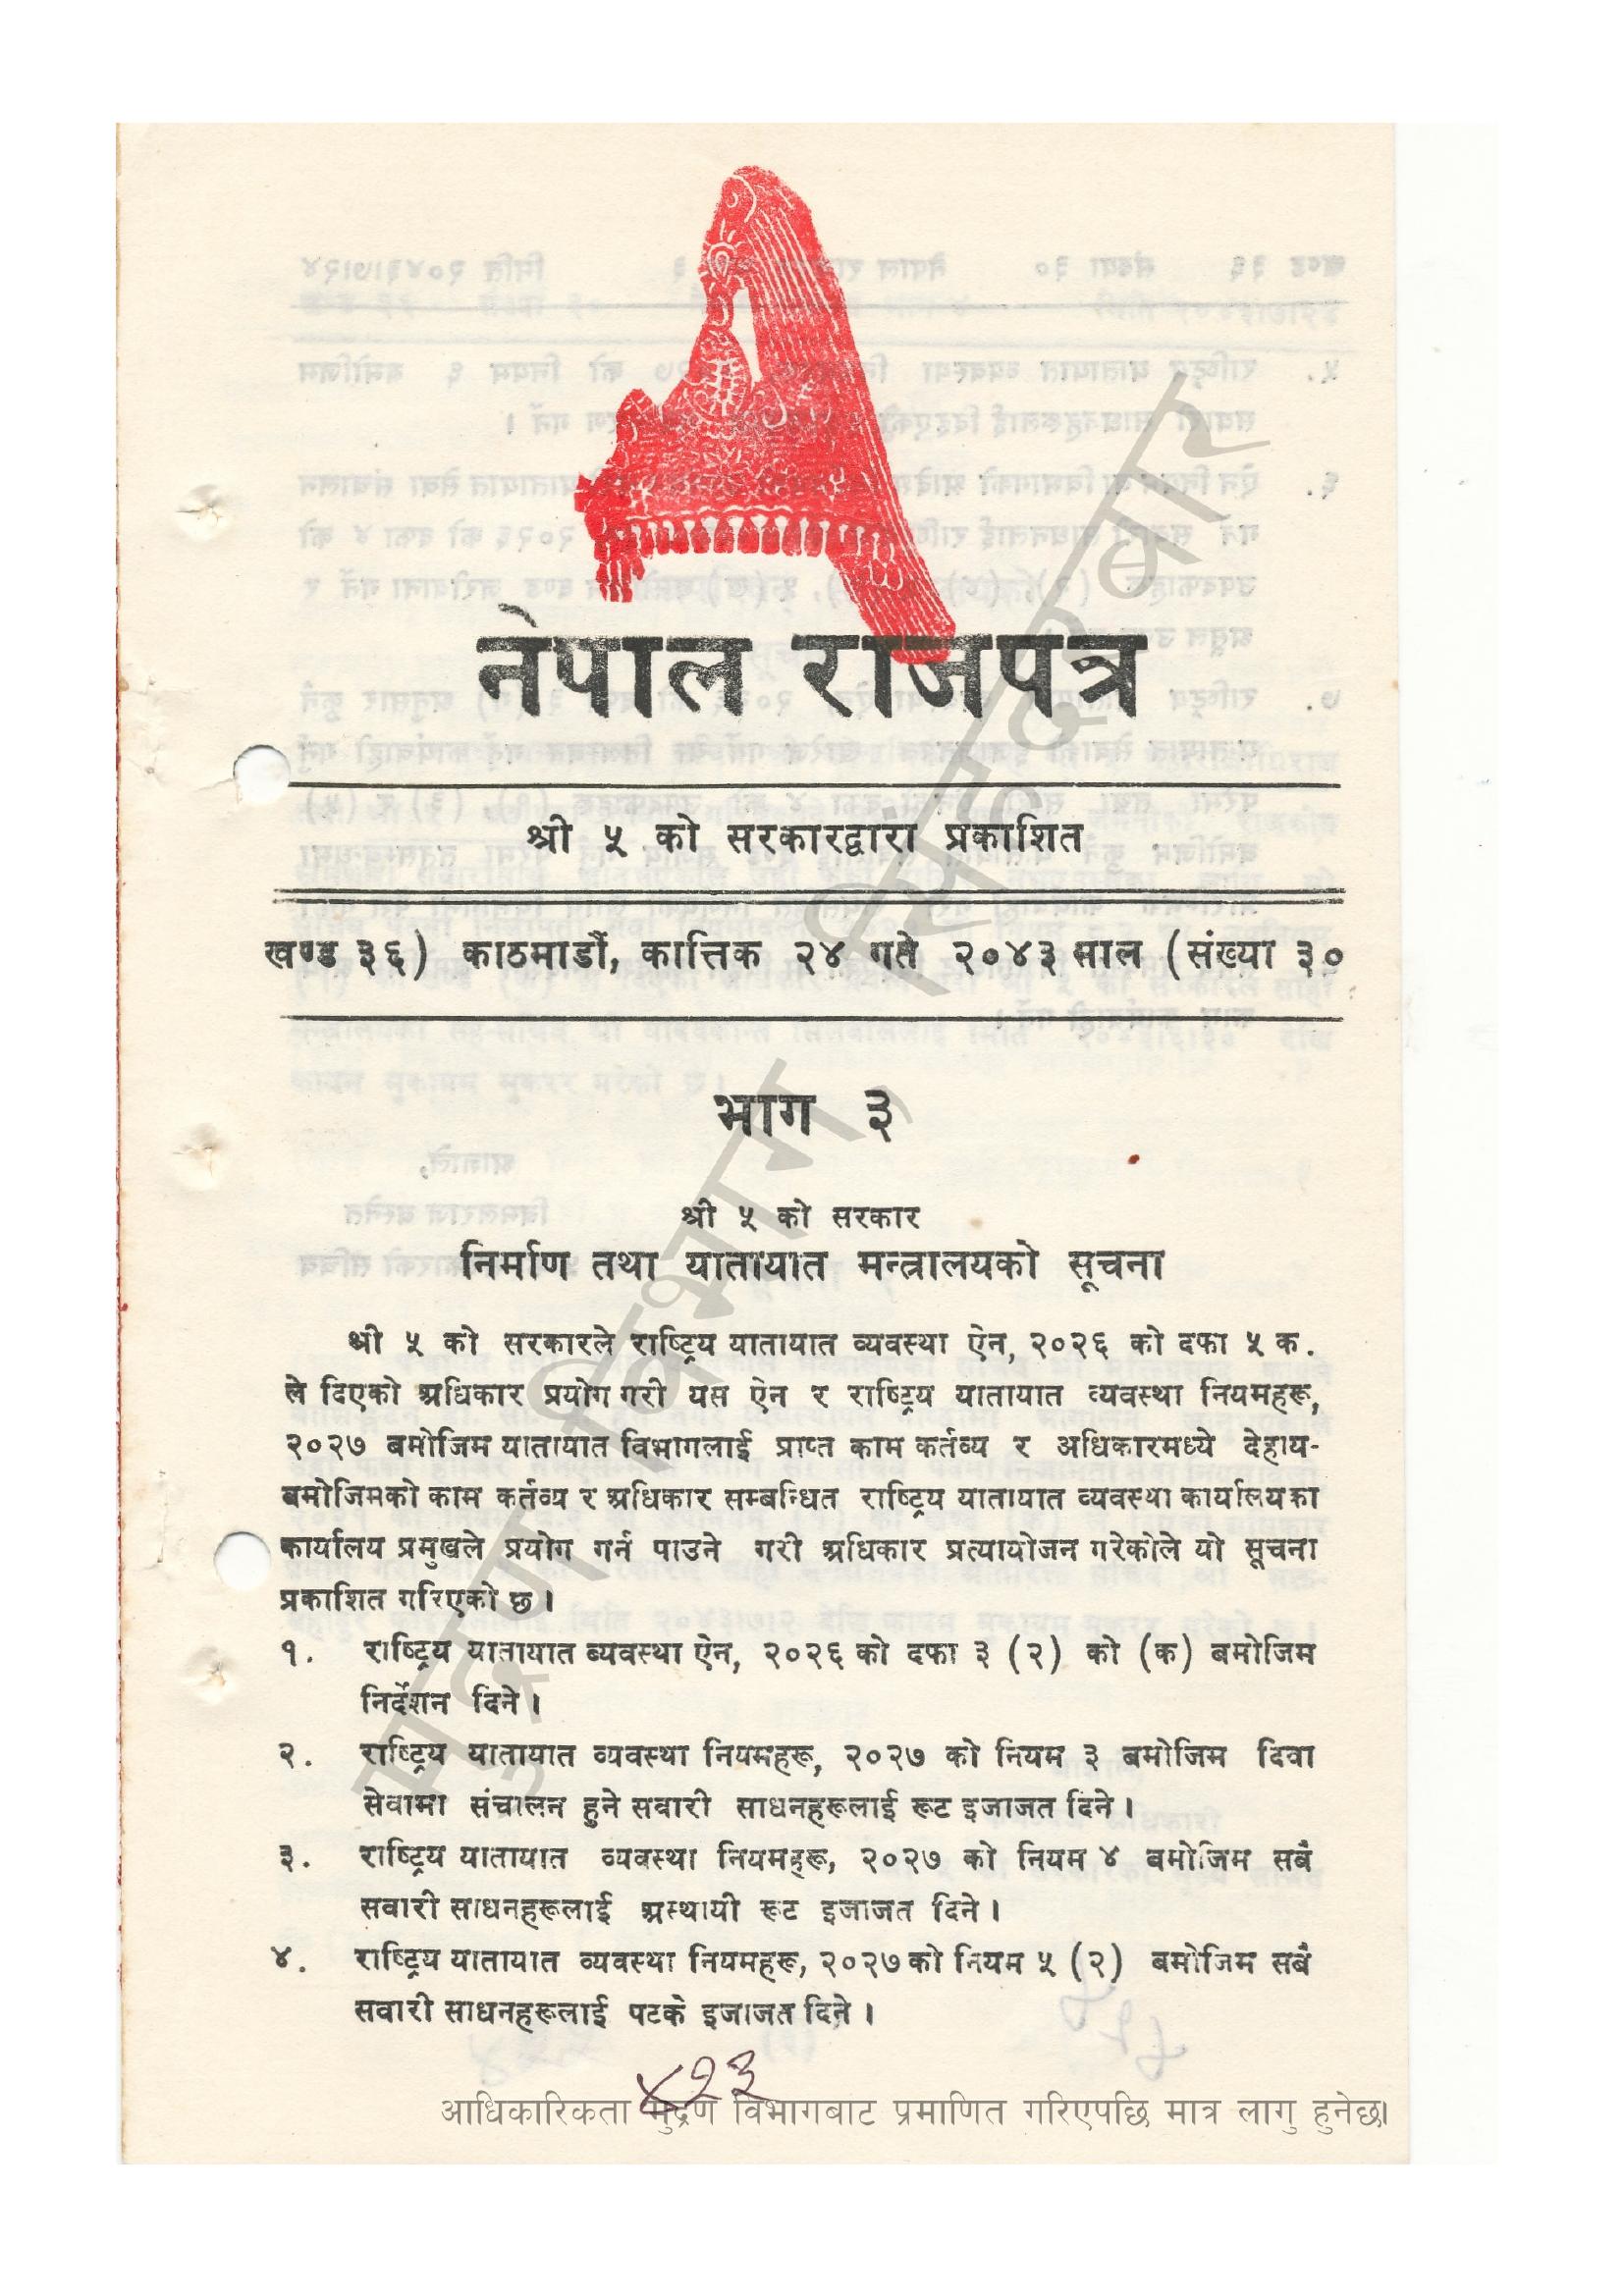 नेपाल राजपत्र
श्री ५ को सरकारद्वारा प्रकाशित
खण्ड ३६) काठमाडौं, कात्तिक २४ गते २०४३ साल (संख्या ३०
भाग ३
श्री ५ को सरकार
निर्माण तथा यातायात मन्त्रालयको सूचना
श्री ५ को सरकारले राष्ट्रिय यातायात व्यवस्था ऐन, २०२६ को दफा ५ क.
ले दिएको अधिकार प्रयोग गरी यस ऐन र राष्ट्रिय यातायात व्यवस्था नियमहरू,
२०२७ बमोजिम यातायात विभागलाई प्राप्त काम कर्तव्य र अधिकारमध्ये देहाय-
बमोजिमको काम कर्तव्य र अधिकार सम्बन्धित राष्ट्रिय यातायात व्यवस्था कार्यालयका
कार्यालय प्रमुखले प्रयोग गर्न पाउने गरी अधिकार प्रत्यायोजन गरेकोले यो सूचना
प्रकाशित गरिएको छ।
१. राष्ट्रिय यातायात व्यवस्था ऐन, २०२६ को दफा ३ (२) को (क) बमोजिम
निर्देशन दिने।
२. राष्ट्रिय यातायात व्यवस्था नियमहरू, २०२७ को नियम ३ बमोजिम दिवा
सेवामा संचालन हुने सवारी साधनहरूलाई रूट इजाजत दिने।
३. राष्ट्रिय यातायात व्यवस्था नियमहरू, २०२७ को नियम ४ बमोजिम सबै
सवारी साधनहरूलाई अस्थायी रूट इजाजत दिने।
४. राष्ट्रिय यातायात व्यवस्था नियमहरू, २०२७ को नियम ५ (२) बमोजिम सबै
सवारी साधनहरूलाई पटके इजाजत दिने।
४२३
आधिकारिकता मुद्रण विभागबाट प्रमाणित गरिएपछि मात्र लागु हुनेछ।
मुद्रण विभाग, सिंहदरबार